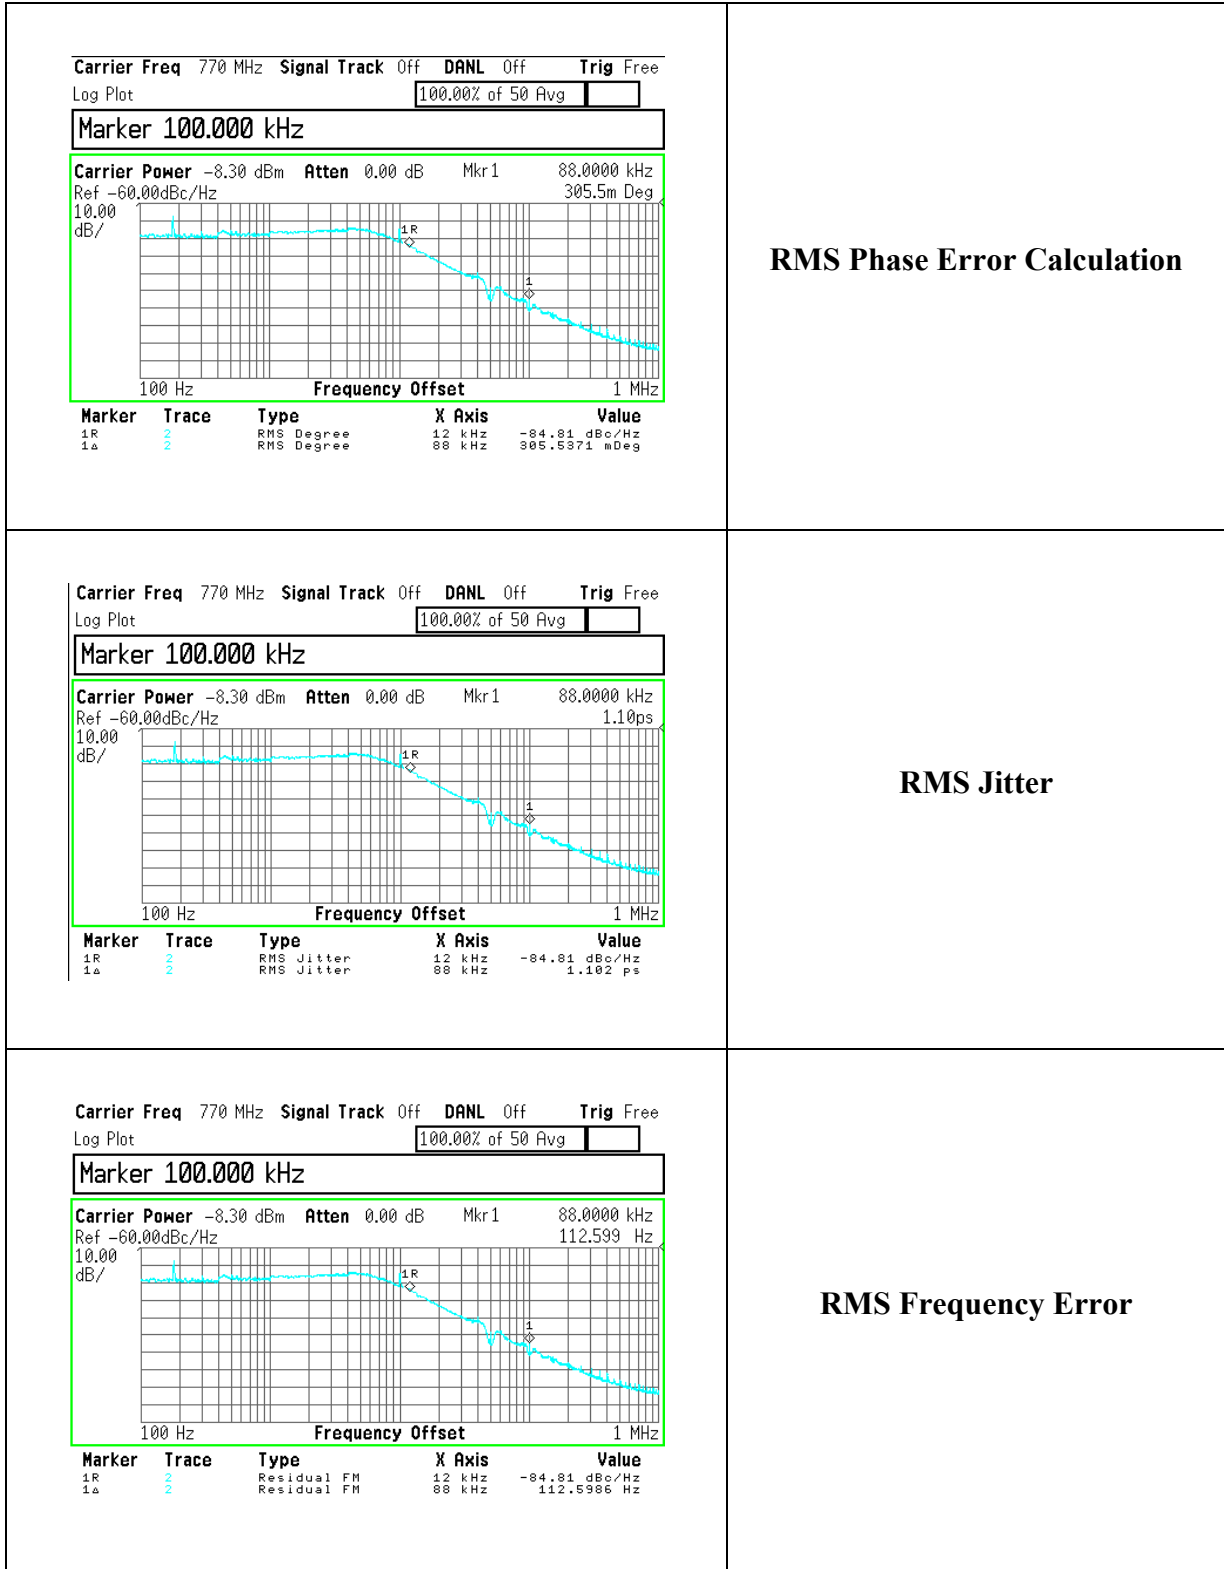 Carrier Freq 770 MHz Signal Track Off DANL Off Trig Free
Log Plot 100.00% of 50 Avg
Marker 100.000 kHz
Carrier Power -8.30 dBm Atten 0.00 dB Mkr1 88.0000 kHz
Ref -60.00dBc/Hz 305.5m Deg
10.00
dB/
1R
1
100 Hz Frequency Offset 1 MHz
Marker Trace Type X Axis Value
1R 2 RMS Degree 12 kHz -84.81 dBc/Hz
1Δ 2 RMS Degree 88 kHz 305.5371 mDeg
RMS Phase Error Calculation
Carrier Freq 770 MHz Signal Track Off DANL Off Trig Free
Log Plot 100.00% of 50 Avg
Marker 100.000 kHz
Carrier Power -8.30 dBm Atten 0.00 dB Mkr1 88.0000 kHz
Ref -60.00dBc/Hz 1.10ps
10.00
dB/
1R
1
100 Hz Frequency Offset 1 MHz
Marker Trace Type X Axis Value
1R 2 RMS Jitter 12 kHz -84.81 dBc/Hz
1Δ 2 RMS Jitter 88 kHz 1.102 ps
RMS Jitter
Carrier Freq 770 MHz Signal Track Off DANL Off Trig Free
Log Plot 100.00% of 50 Avg
Marker 100.000 kHz
Carrier Power -8.30 dBm Atten 0.00 dB Mkr1 88.0000 kHz
Ref -60.00dBc/Hz 112.599 Hz
10.00
dB/
1R
1
100 Hz Frequency Offset 1 MHz
Marker Trace Type X Axis Value
1R 2 Residual FM 12 kHz -84.81 dBc/Hz
1Δ 2 Residual FM 88 kHz 112.5986 Hz
RMS Frequency Error